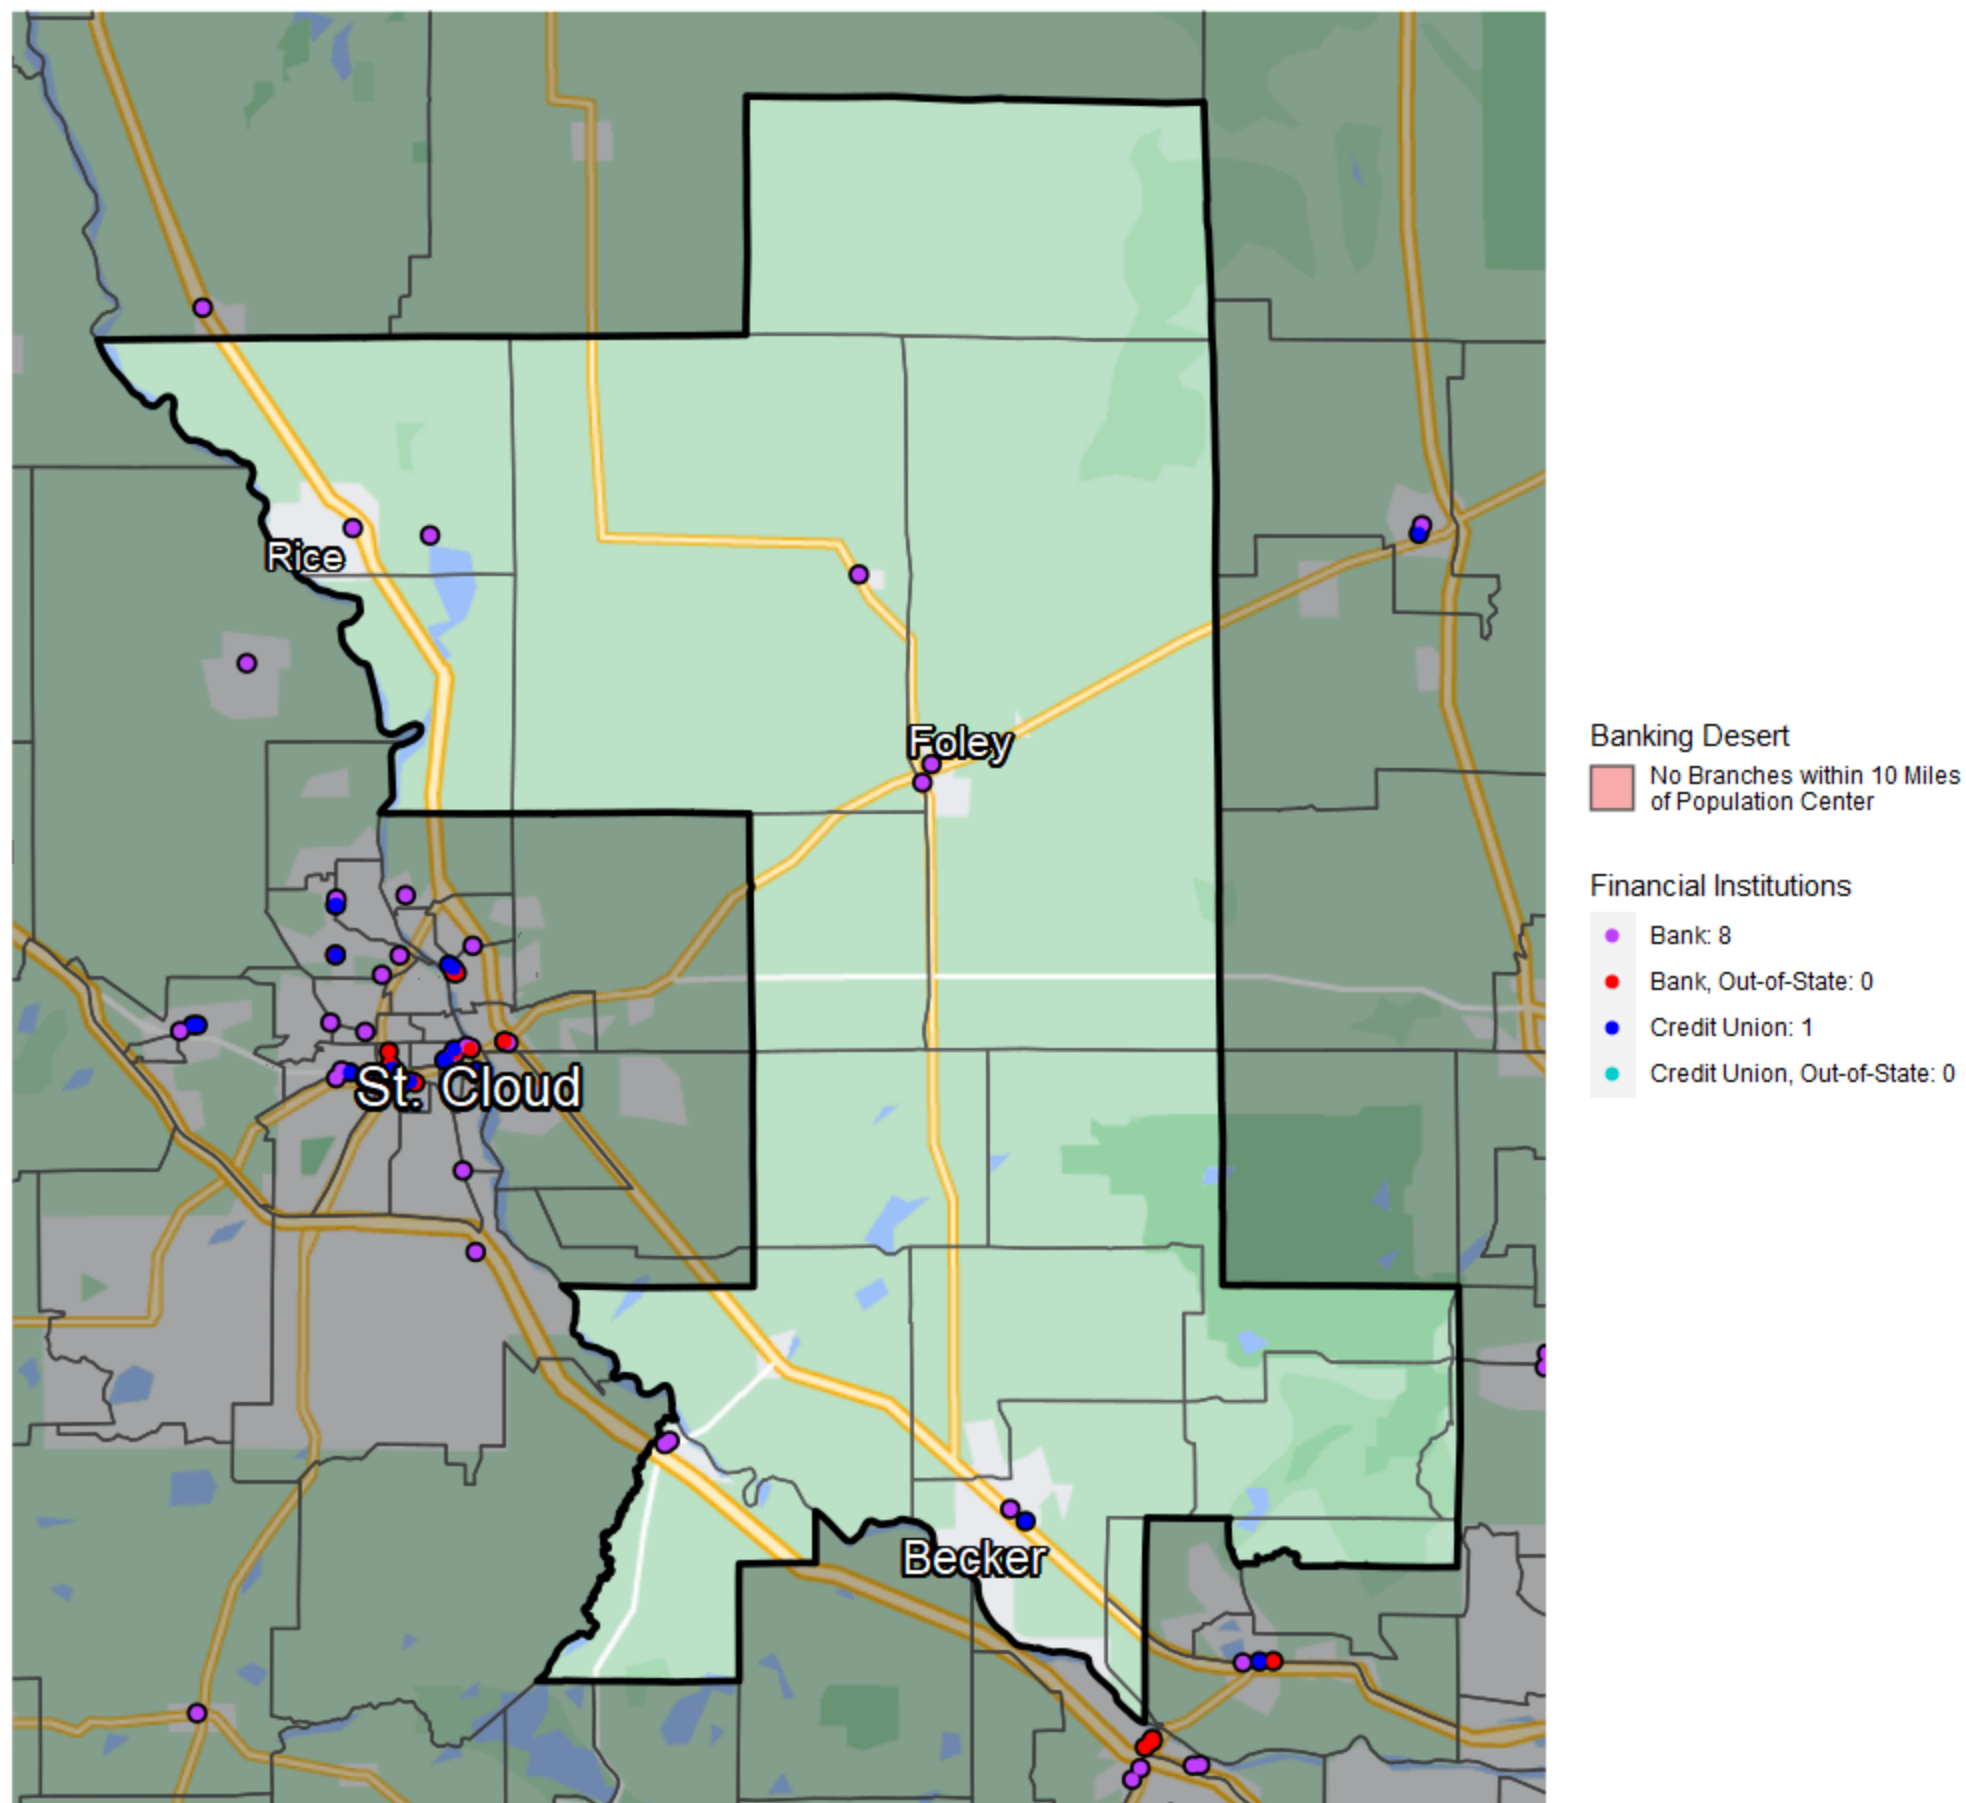 Rice
Foley
St. Cloud
Becker
Banking Desert
No Branches within 10 Miles
of Population Center
Financial Institutions
Bank: 8
Bank, Out-of-State: 0
Credit Union: 1
Credit Union, Out-of-State: 0